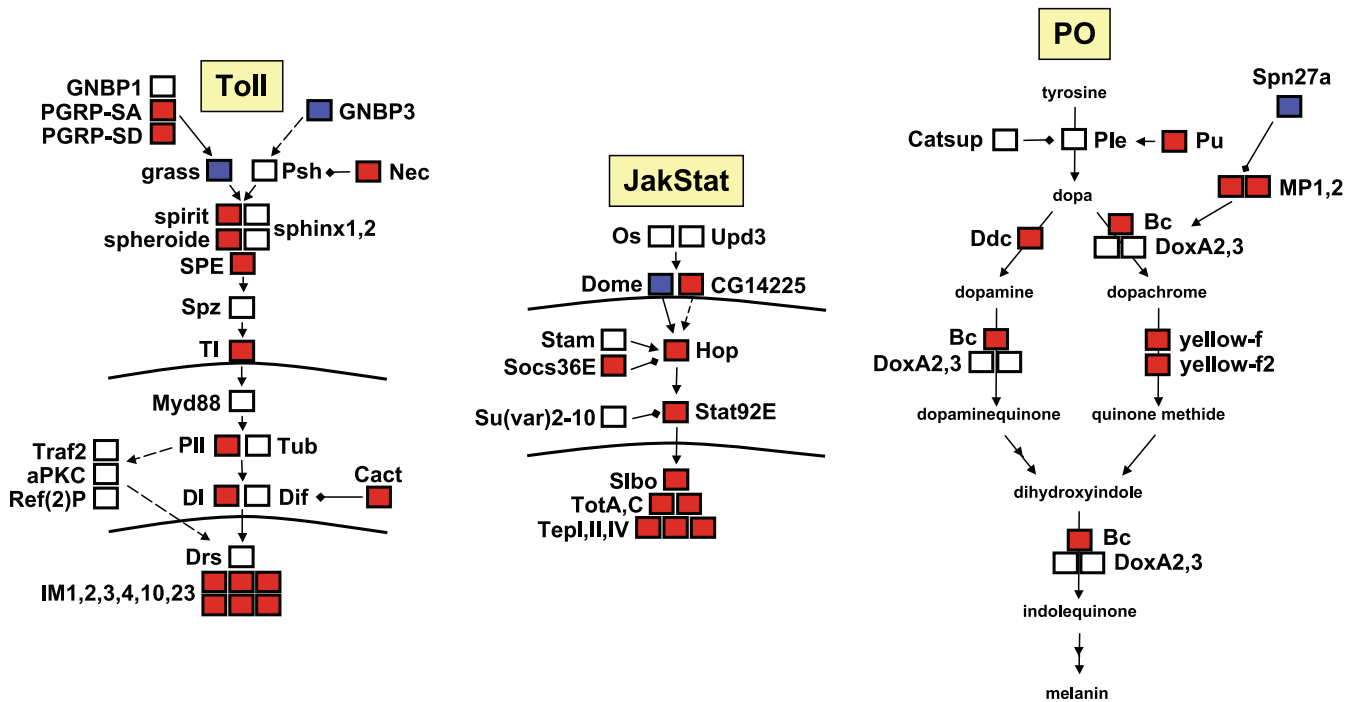 Toll
GNBP1
PGRP-SA
PGRP-SD
GNBP3
grass
Psh
Nec
spirit
spheroide
sphinx1,2
SPE
Spz
Tl
Myd88
Pll
Tub
Traf2
aPKC
Ref(2)P
Dl
Dif
Cact
Drs
IM1,2,3,4,10,23
JakStat
Os
Upd3
Dome
CG14225
Stam
Socs36E
Hop
Su(var)2-10
Stat92E
Slbo
TotA,C
TepI,II,IV
PO
tyrosine
Spn27a
Catsup
Ple
Pu
MP1,2
dopa
Ddc
Bc
DoxA2,3
dopamine
dopachrome
Bc
DoxA2,3
yellow-f
yellow-f2
dopaminequinone
quinone methide
dihydroxyindole
Bc
DoxA2,3
indolequinone
melanin